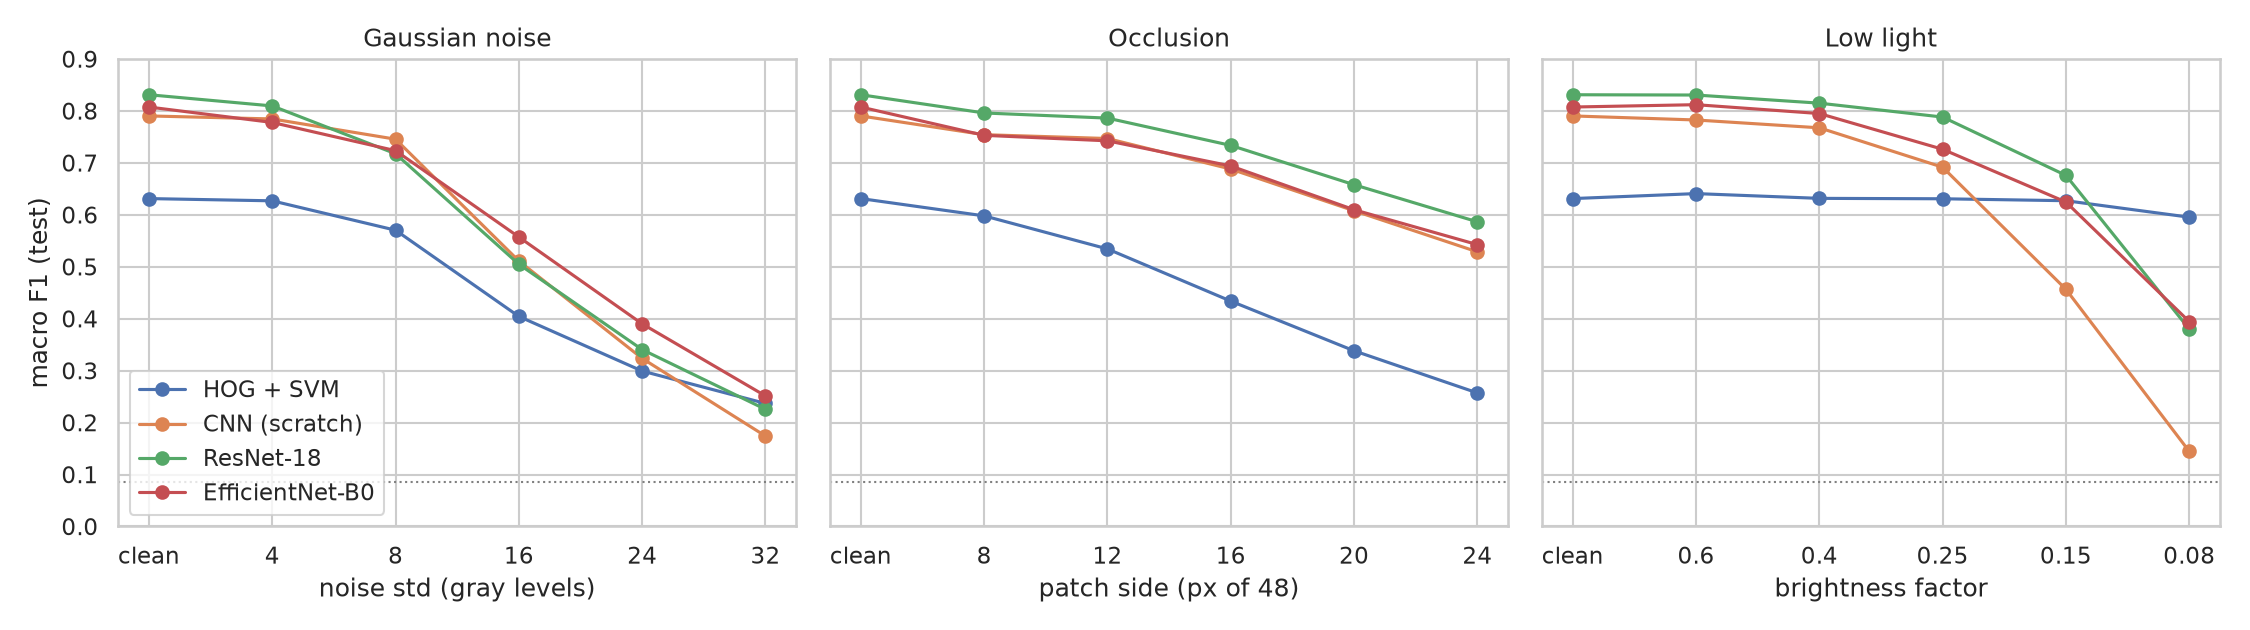 Gaussian noise
Occlusion
Low light
macro F1 (test)
0.9
0.8
0.7
0.6
0.5
0.4
0.3
0.2
0.1
0.0
HOG + SVM
CNN (scratch)
ResNet-18
EfficientNet-B0
clean 4 8 16 24 32
noise std (gray levels)
clean 8 12 16 20 24
patch side (px of 48)
clean 0.6 0.4 0.25 0.15 0.08
brightness factor